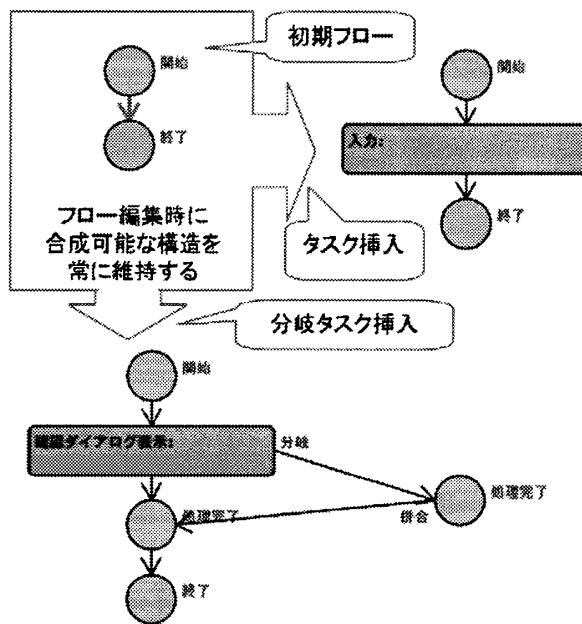 初期フロー
開始
終了
開始
入力:
終了
フロー編集時に
合成可能な構造を
常に維持する
タスク挿入
分岐タスク挿入
開始
確認ダイアログ表示:
分岐
処理完了
処理完了
併合
終了